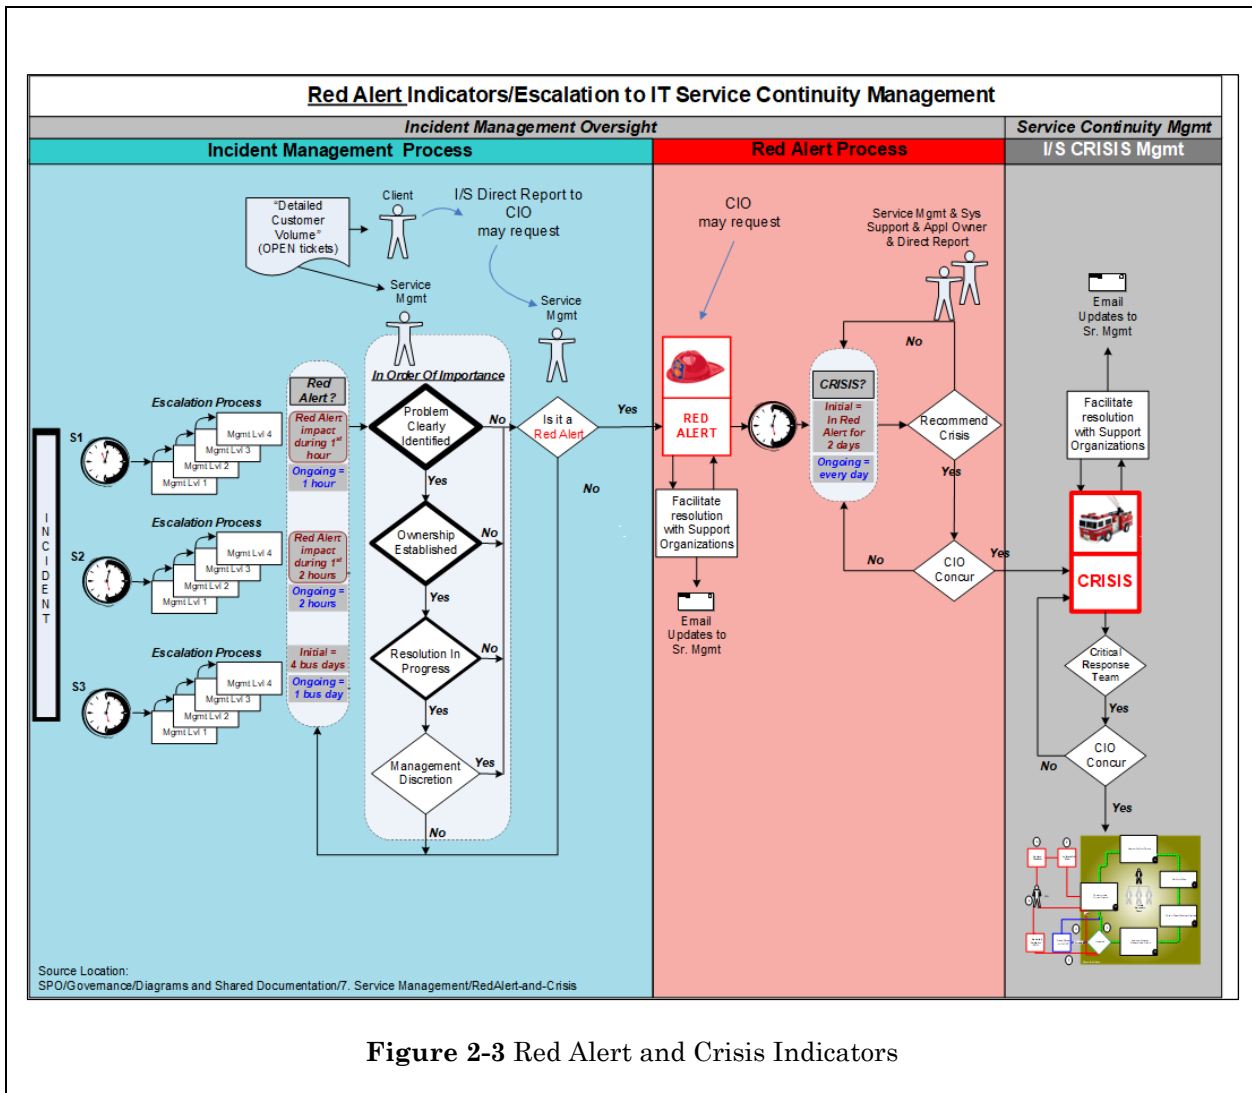 Red Alert Indicators/Escalation to IT Service Continuity Management
Incident Management Oversight
Service Continuity Mgmt
Incident Management Process
Red Alert Process
I/S CRISIS Mgmt
"Detailed
Customer
Volume"
(OPEN tickets)
Client
I/S Direct Report to
CIO
may request
Service
Mgmt
Service
Mgmt
CIO
may request
Service Mgmt & Sys
Support & Appl Owner
& Direct Report
Email
Updates to
Sr. Mgmt
INCIDENT
S1
Escalation Process
Mgmt Lvl 4
Mgmt Lvl 3
Mgmt Lvl 2
Mgmt Lvl 1
S2
Escalation Process
Mgmt Lvl 4
Mgmt Lvl 3
Mgmt Lvl 2
Mgmt Lvl 1
S3
Escalation Process
Mgmt Lvl 4
Mgmt Lvl 3
Mgmt Lvl 2
Mgmt Lvl 1
Red
Alert?
Red Alert
impact
during 1st
hour
Ongoing =
1 hour
Red Alert
impact
during 1st
2 hours
Ongoing =
2 hours
Initial =
4 bus days
Ongoing =
1 bus day
In Order Of Importance
Problem
Clearly
Identified
No
Yes
Ownership
Established
No
Yes
Resolution In
Progress
No
Yes
Management
Discretion
Yes
No
Is it a
Red Alert
Yes
No
RED
ALERT
Facilitate
resolution
with Support
Organizations
Email
Updates to
Sr. Mgmt
CRISIS?
Initial =
In Red
Alert for
2 days
Ongoing =
every day
No
Recommend
Crisis
Yes
No
CIO
Concur
Yes
Facilitate
resolution
with Support
Organizations
CRISIS
Critical
Response
Team
Yes
CIO
Concur
No
Yes
Source Location:
SPO/Governance/Diagrams and Shared Documentation/7. Service Management/RedAlert-and-Crisis
Figure 2-3 Red Alert and Crisis Indicators